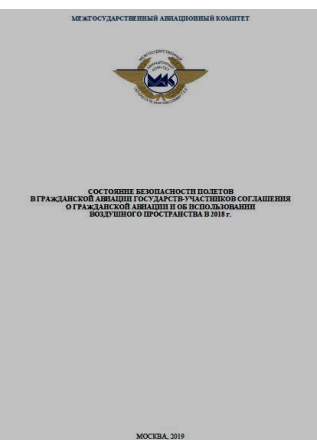 МЕЖГОСУДАРСТВЕННЫЙ АВИАЦИОННЫЙ КОМИТЕТ
МАК
СОСТОЯНИЕ БЕЗОПАСНОСТИ ПОЛЕТОВ
В ГРАЖДАНСКОЙ АВИАЦИИ ГОСУДАРСТВ-УЧАСТНИКОВ СОГЛАШЕНИЯ
О ГРАЖДАНСКОЙ АВИАЦИИ И ОБ ИСПОЛЬЗОВАНИИ
ВОЗДУШНОГО ПРОСТРАНСТВА В 2018 г.
МОСКВА, 2019